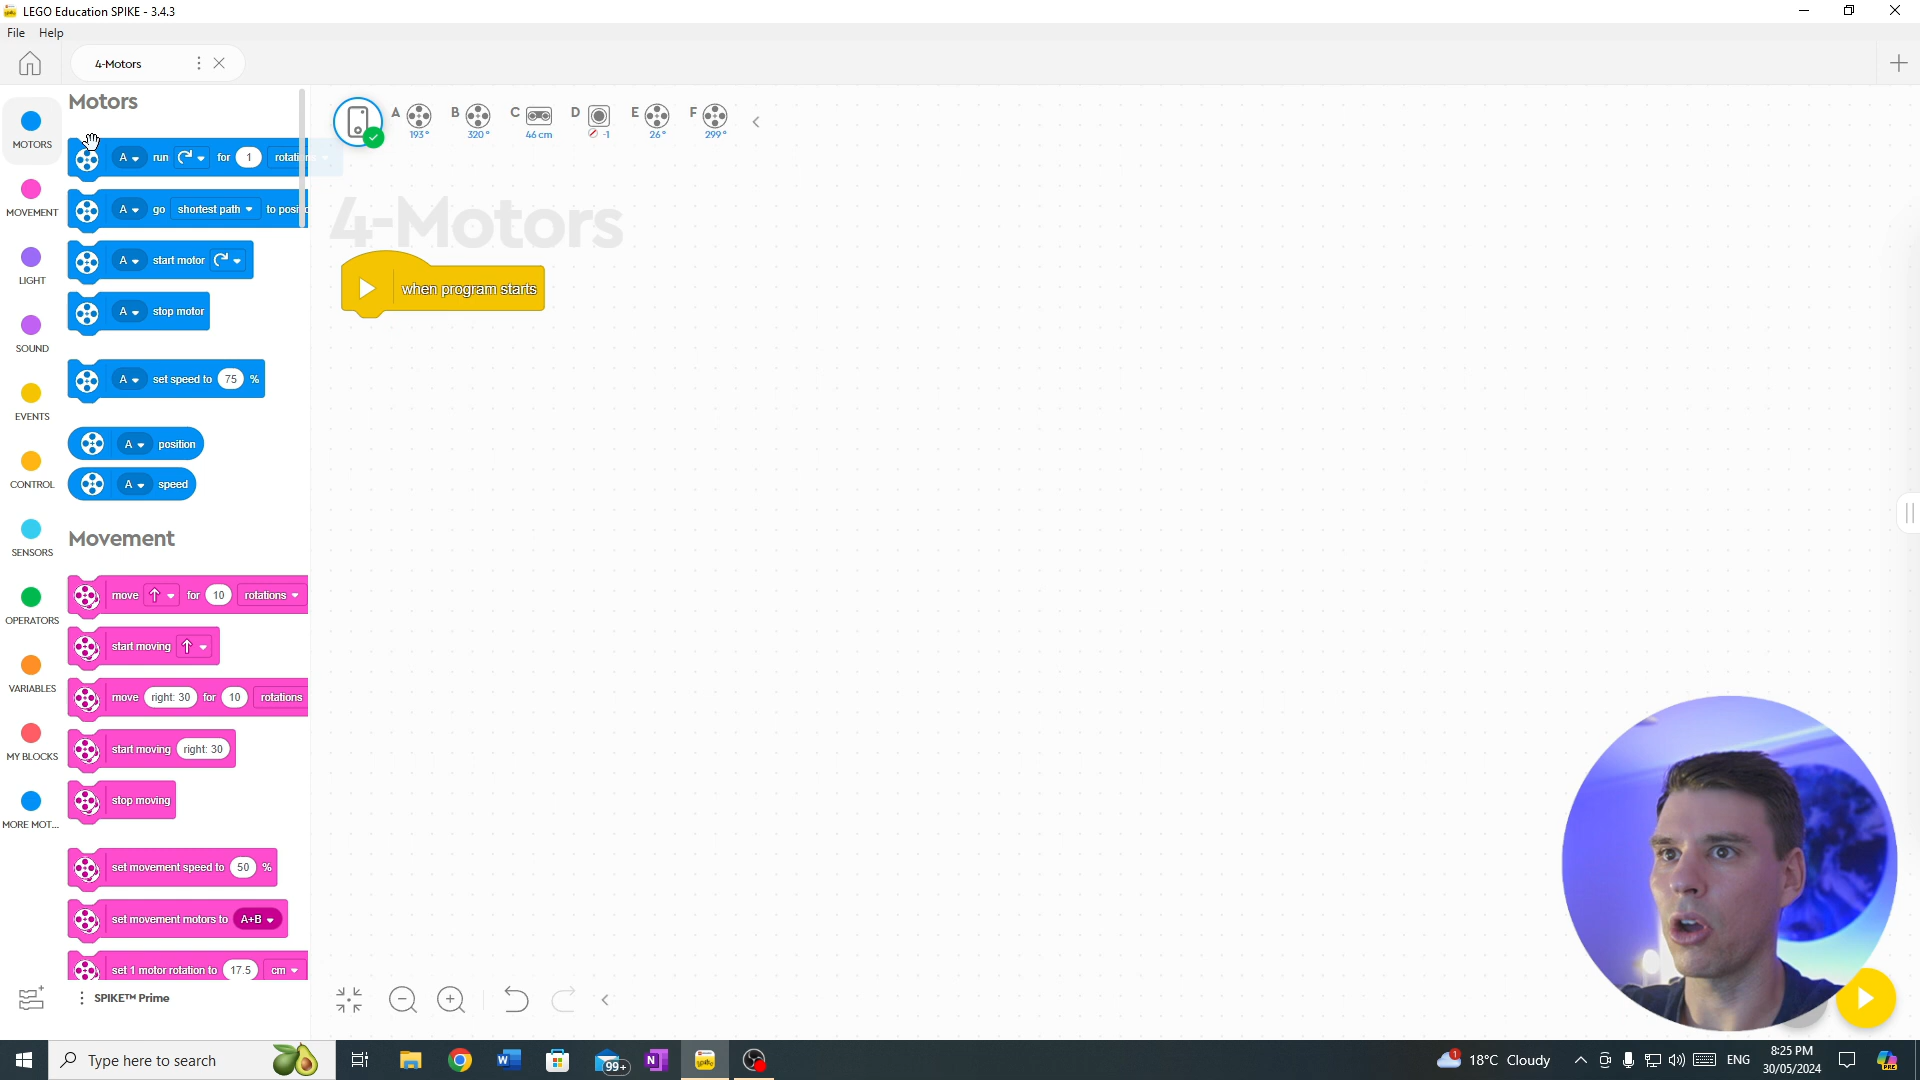 LEGO Education SPIKE - 3.4.3
File Help
4-Motors
Motors
A run for 1
A go shortest path
A start motor
A stop motor
A set speed to 75 %
A position
A speed
Movement
move for 10 rotations
start moving
move right: 30 for 10 rotations
start moving right: 30
stop moving
set movement speed to 50 %
set movement motors to A+B
set 1 motor rotation to 17.5 cm
MOTORS
MOVEMENT
LIGHT
SOUND
EVENTS
CONTROL
SENSORS
OPERATORS
VARIABLES
MY BLOCKS
MORE MOT...
SPIKE™ Prime
A B C D E F
193° 320° 46 cm -1 26° 299°
4-Motors
when program starts
Type here to search
99+
1 18°C Cloudy
ENG
8:25 PM
30/05/2024
PRE